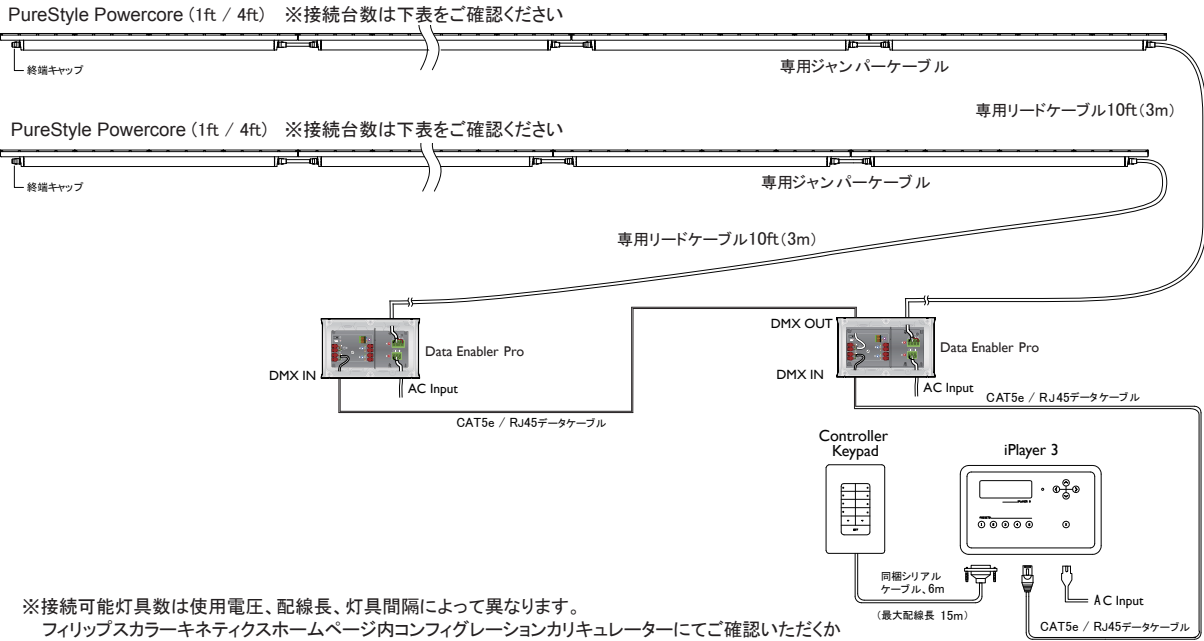 PureStyle Powercore (1ft / 4ft) ※接続台数は下表をご確認ください
終端キャップ
専用ジャンパーケーブル
専用リードケーブル10ft(3m)
PureStyle Powercore (1ft / 4ft) ※接続台数は下表をご確認ください
終端キャップ
専用ジャンパーケーブル
専用リードケーブル10ft(3m)
DMX OUT
Data Enabler Pro
Data Enabler Pro
DMX IN
DMX IN
AC Input
AC Input
CAT5e / RJ45データケーブル
CAT5e / RJ45データケーブル
Controller
Keypad
iPlayer 3
同梱シリアル
ケーブル、6m
(最大配線長 15m)
AC Input
CAT5e / RJ45データケーブル
※接続可能灯具数は使用電圧、配線長、灯具間隔によって異なります。
フィリップスカラーキネティクスホームページ内コンフィグレーションカリキュレーターにてご確認いただくか